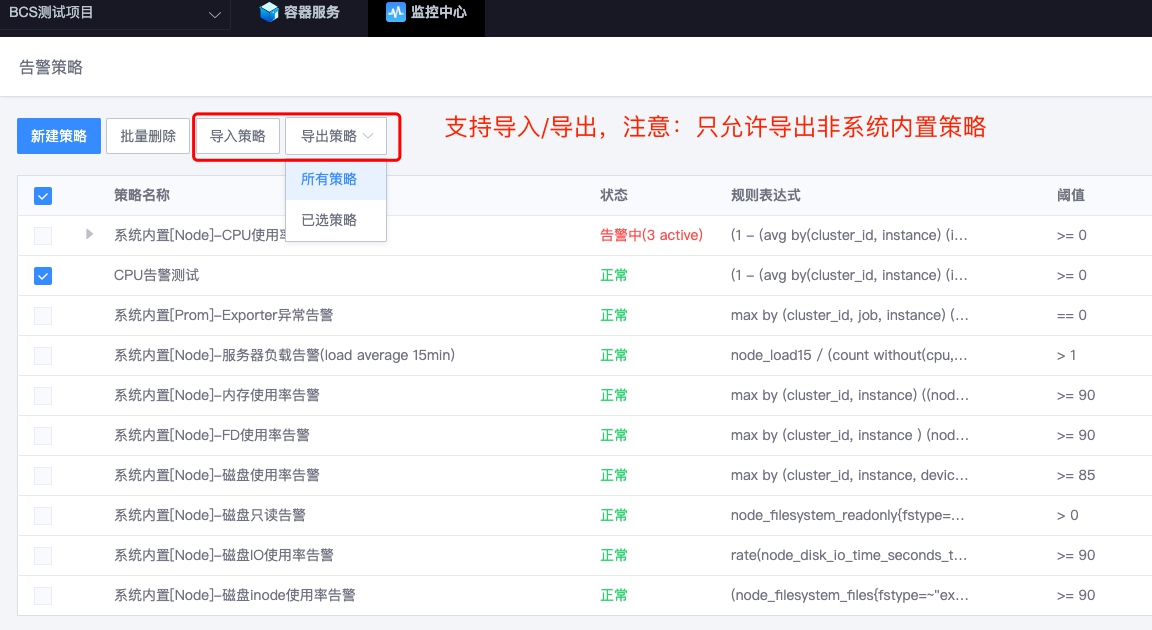 BCS测试项目 容器服务 监控中心
告警策略
新建策略 批量删除 导入策略 导出策略 支持导入/导出，注意：只允许导出非系统内置策略
所有策略
已选策略
策略名称 状态 规则表达式 阈值
系统内置[Node]-CPU使用率 告警中(3 active) (1 - (avg by(cluster_id, instance) (i... >= 0
CPU告警测试 正常 (1 - (avg by(cluster_id, instance) (i... >= 0
系统内置[Prom]-Exporter异常告警 正常 max by (cluster_id, job, instance) (... == 0
系统内置[Node]-服务器负载告警(load average 15min) 正常 node_load15 / (count without(cpu,... > 1
系统内置[Node]-内存使用率告警 正常 max by (cluster_id, instance) ((nod... >= 90
系统内置[Node]-FD使用率告警 正常 max by (cluster_id, instance ) (nod... >= 90
系统内置[Node]-磁盘使用率告警 正常 max by (cluster_id, instance, devic... >= 85
系统内置[Node]-磁盘只读告警 正常 node_filesystem_readonly{fstype=... > 0
系统内置[Node]-磁盘IO使用率告警 正常 rate(node_disk_io_time_seconds_t... >= 90
系统内置[Node]-磁盘inode使用率告警 正常 (node_filesystem_files{fstype=~"ex... >= 90